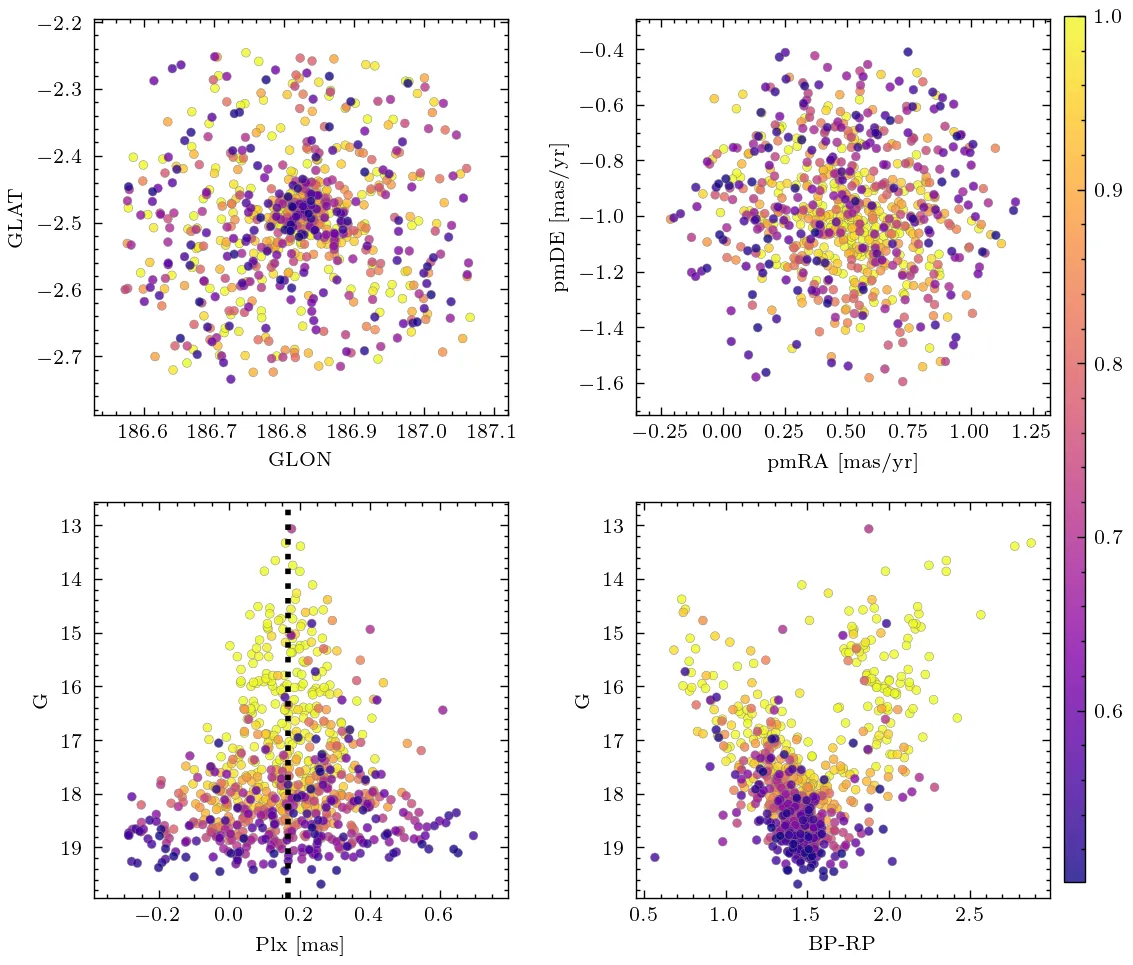 −2.2
−2.3
−2.4
−2.5
−2.6
−2.7
GLAT
186.6 186.7 186.8 186.9 187.0 187.1
GLON
−0.4
−0.6
−0.8
−1.0
−1.2
−1.4
−1.6
pmDE [mas/yr]
−0.25 0.00 0.25 0.50 0.75 1.00 1.25
pmRA [mas/yr]
13
14
15
16
17
18
19
G
−0.2 0.0 0.2 0.4 0.6
Plx [mas]
13
14
15
16
17
18
19
G
0.5 1.0 1.5 2.0 2.5
BP-RP
1.0
0.9
0.8
0.7
0.6